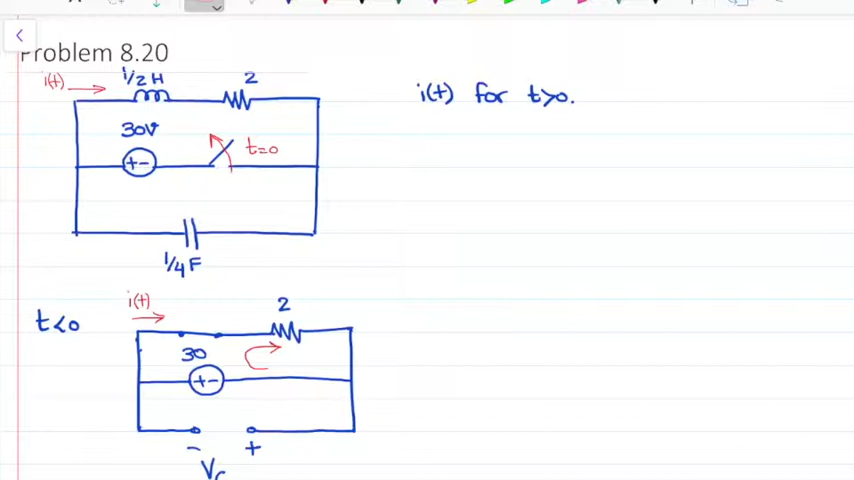 Problem 8.20
i(t) 1/2 H 2
i(t) for t>0.
30V
+-
t=0
1/4 F
t<0
i(t)
2
30
+-
- +
Vc